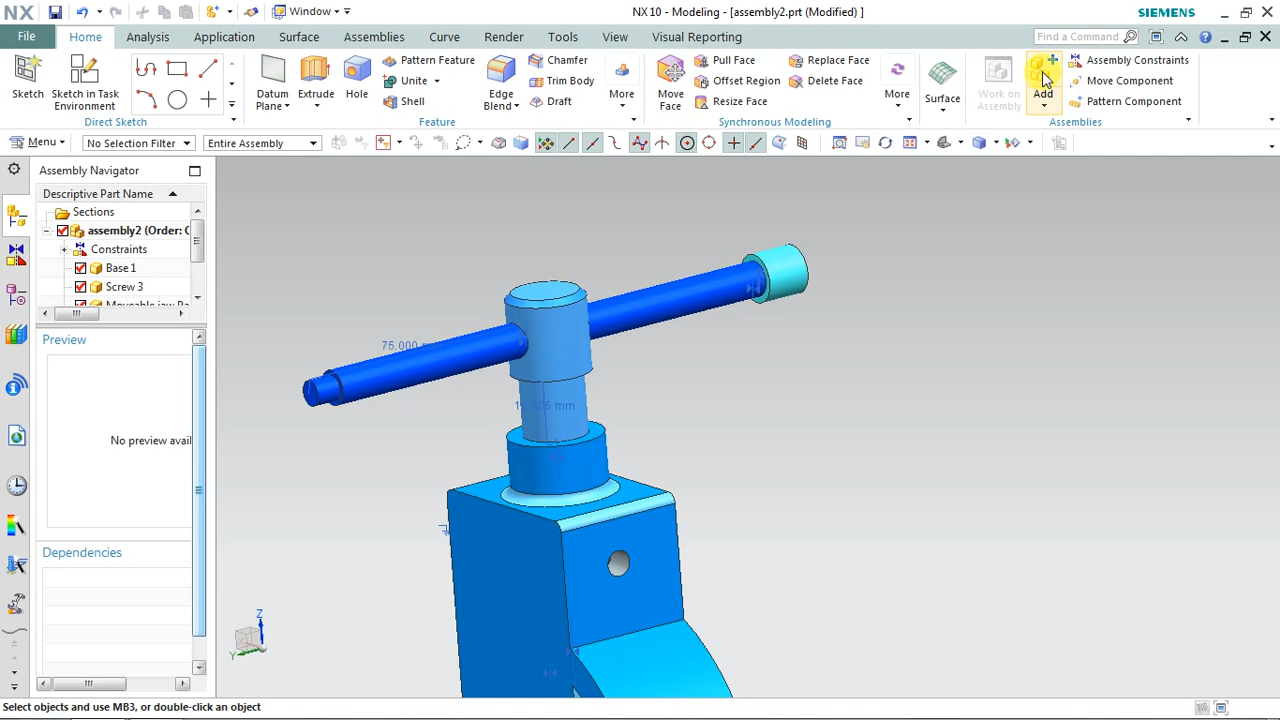 NX
Window
NX 10 - Modeling - [assembly2.prt (Modified) ]
SIEMENS
File
Home
Analysis
Application
Surface
Assemblies
Curve
Render
Tools
View
Visual Reporting
Find a Command
Sketch
Sketch in Task
Environment
Direct Sketch
Datum
Plane
Extrude
Hole
Pattern Feature
Unite
Shell
Edge
Blend
Chamfer
Trim Body
Draft
More
Feature
Move
Face
Pull Face
Offset Region
Resize Face
Replace Face
Delete Face
More
Synchronous Modeling
Surface
Work on
Assembly
Add
Assembly Constraints
Move Component
Pattern Component
Assemblies
Menu
No Selection Filter
Entire Assembly
Assembly Navigator
Descriptive Part Name
Sections
assembly2 (Order: C
Constraints
Base 1
Screw 3
Preview
No preview avai
Dependencies
75.000
mm
Z
Y
Select objects and use MB3, or double-click an object